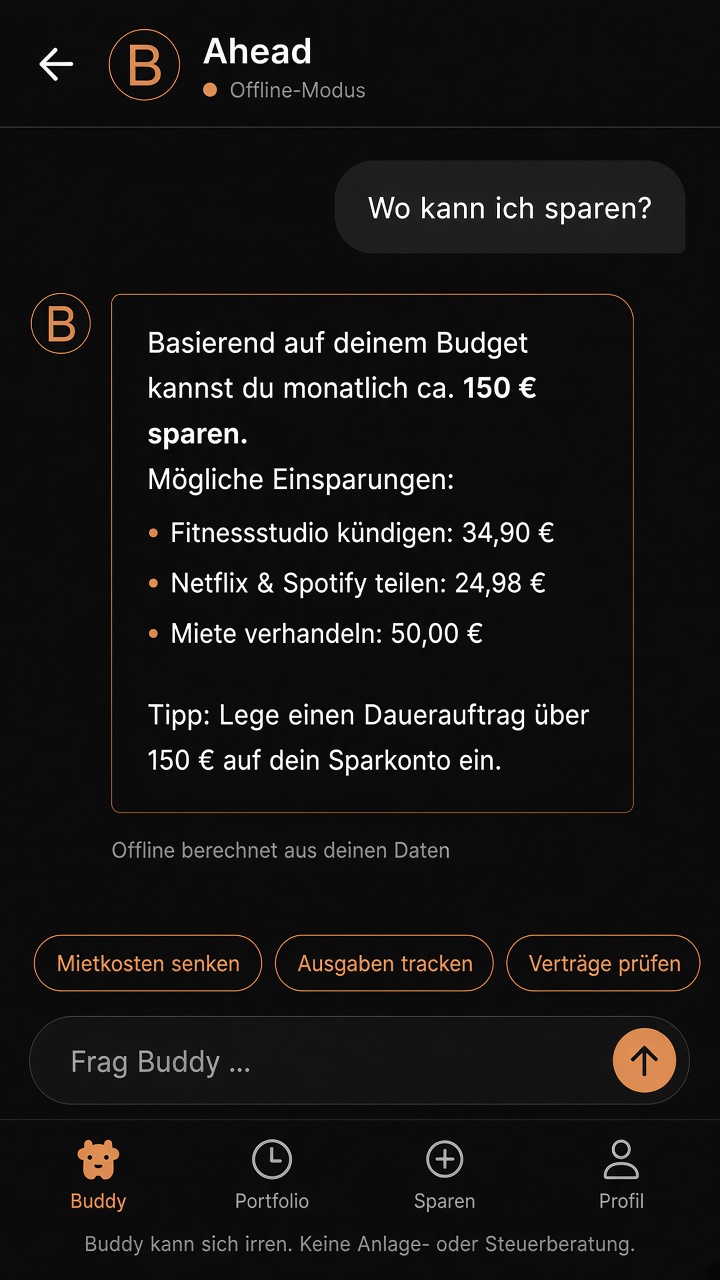 B
Ahead
Offline-Modus
Wo kann ich sparen?
B
Basierend auf deinem Budget
kannst du monatlich ca. 150 €
sparen.
Mögliche Einsparungen:
• Fitnessstudio kündigen: 34,90 €
• Netflix & Spotify teilen: 24,98 €
• Miete verhandeln: 50,00 €
Tipp: Lege einen Dauerauftrag über
150 € auf dein Sparkonto ein.
Offline berechnet aus deinen Daten
Mietkosten senken Ausgaben tracken Verträge prüfen
Frag Buddy ...
Buddy Portfolio Sparen Profil
Buddy kann sich irren. Keine Anlage- oder Steuerberatung.